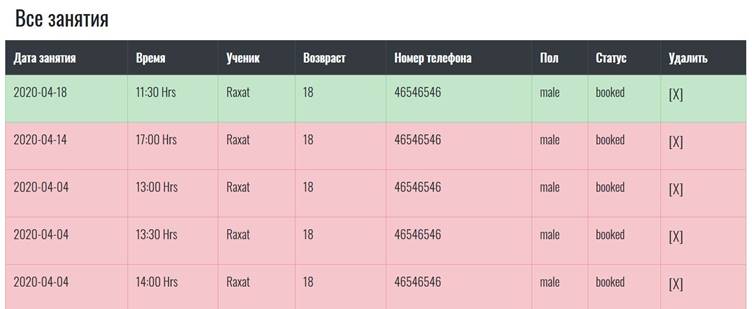 Все занятия
Дата занятия Время Ученик Возвраст Номер телефона Пол Статус Удалить
2020-04-18 11:30 Hrs Raxat 18 46546546 male booked [X]
2020-04-14 17:00 Hrs Raxat 18 46546546 male booked [X]
2020-04-04 13:00 Hrs Raxat 18 46546546 male booked [X]
2020-04-04 13:30 Hrs Raxat 18 46546546 male booked [X]
2020-04-04 14:00 Hrs Raxat 18 46546546 male booked [X]